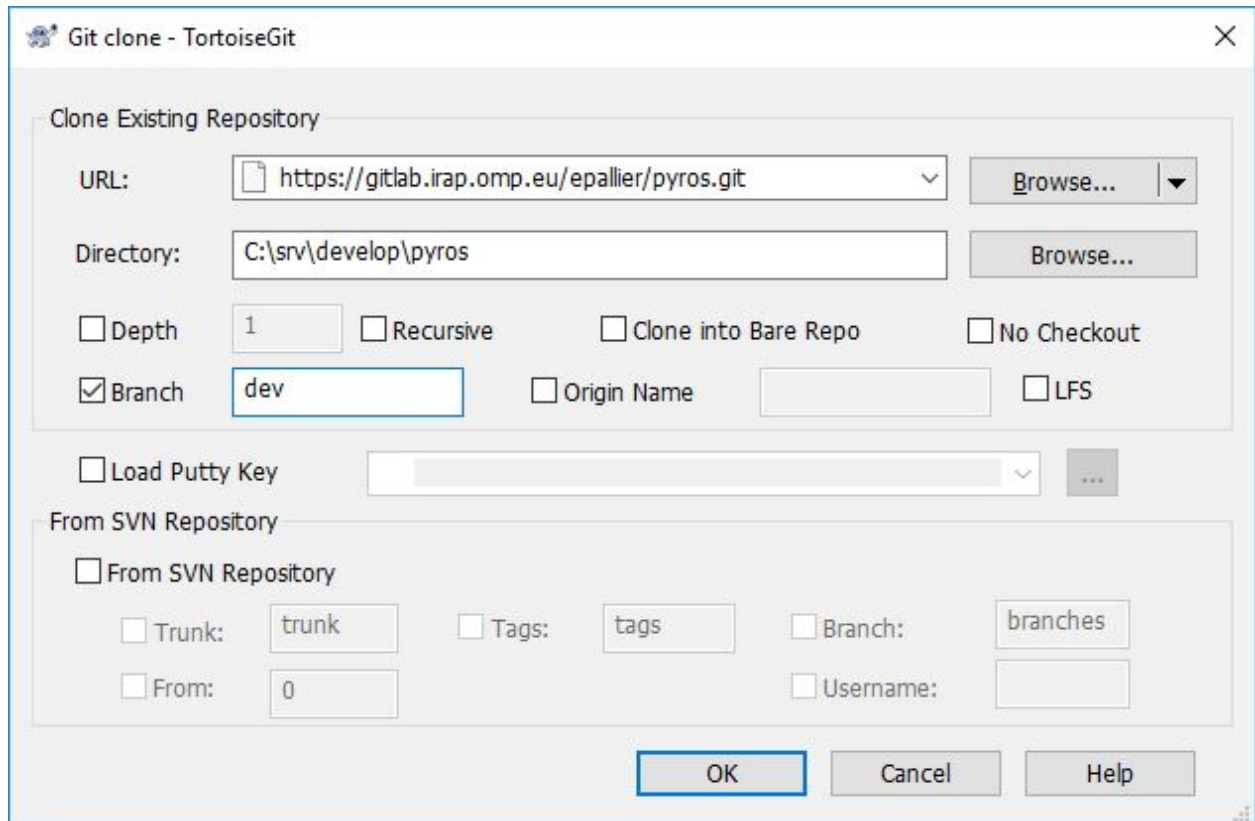 Git clone - TortoiseGit
Clone Existing Repository
URL: https://gitlab.irap.omp.eu/epallier/pyros.git Browse...
Directory: C:\srv\develop\pyros Browse...
Depth 1 Recursive Clone into Bare Repo No Checkout
Branch dev Origin Name LFS
Load Putty Key ...
From SVN Repository
From SVN Repository
Trunk: trunk Tags: tags Branch: branches
From: 0 Username:
OK Cancel Help